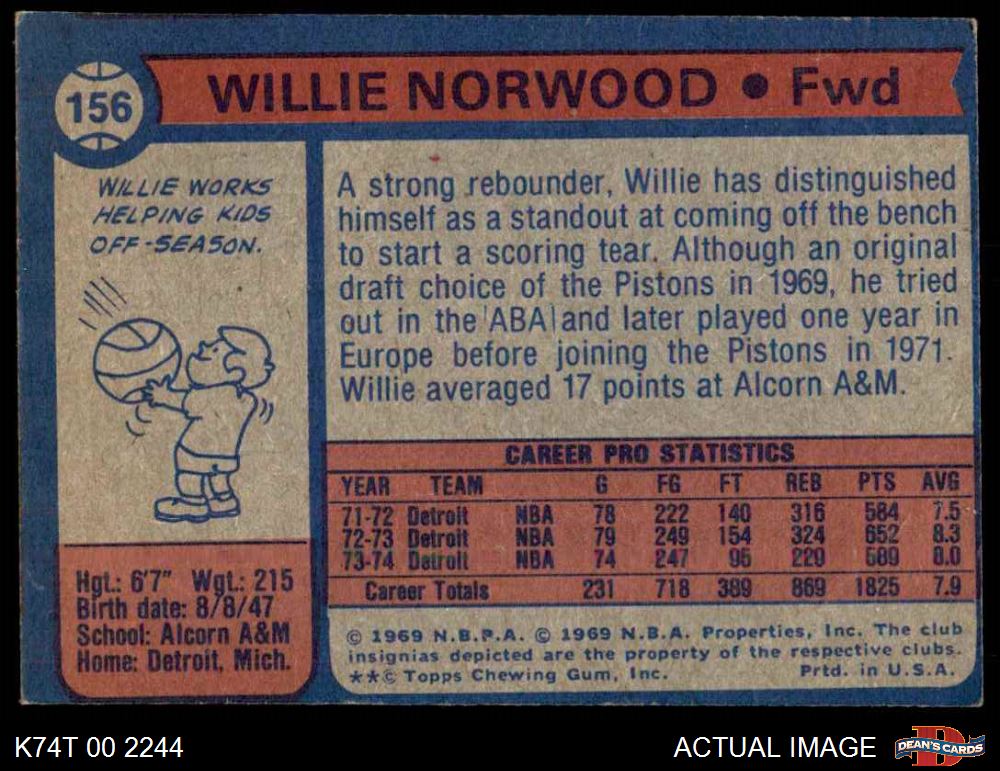 156
WILLIE NORWOOD • Fwd
WILLIE WORKS
HELPING KIDS
OFF-SEASON.
A strong rebounder, Willie has distinguished
himself as a standout at coming off the bench
to start a scoring tear. Although an original
draft choice of the Pistons in 1969, he tried
out in the ABA and later played one year in
Europe before joining the Pistons in 1971.
Willie averaged 17 points at Alcorn A&M.
Hgt.: 6'7" Wgt.: 215
Birth date: 8/8/47
School: Alcorn A&M
Home: Detroit, Mich.
CAREER PRO STATISTICS
YEAR TEAM G FG FT REB PTS AVG
71-72 Detroit NBA 78 222 140 316 584 7.5
72-73 Detroit NBA 79 249 154 324 652 8.3
73-74 Detroit NBA 74 247 95 229 589 8.0
Career Totals 231 718 389 869 1825 7.9
© 1969 N.B.P.A. © 1969 N.B.A. Properties, Inc. The club
insignias depicted are the property of the respective clubs.
**© Topps Chewing Gum, Inc. Prtd. in U.S.A.
K74T 00 2244
ACTUAL IMAGE
D
DEAN'S CARDS